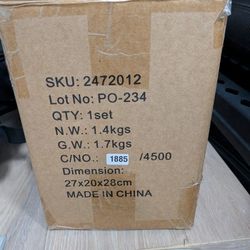 SKU: 2472012
Lot No: PO-234
QTY: 1set
N.W.: 1.4kgs
G.W.: 1.7kgs
C/NO.: 1885 /4500
Dimension:
27x20x28cm
MADE IN CHINA